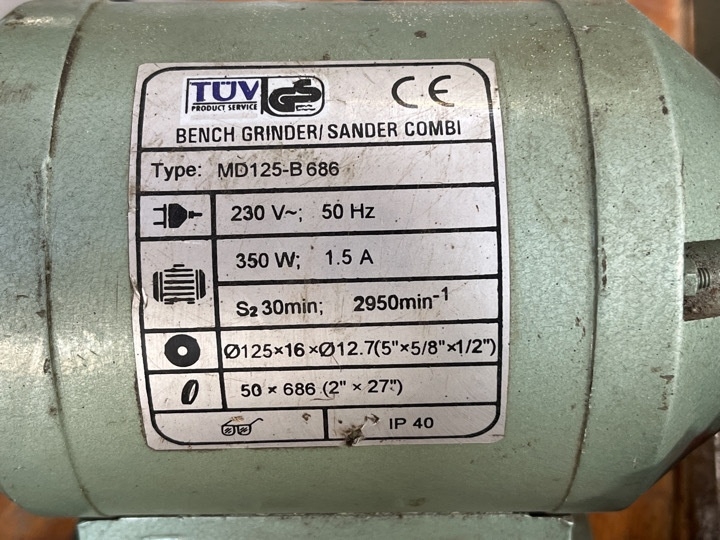 TÜV
PRODUCT SERVICE
GS
CE
BENCH GRINDER/SANDER COMBI
Type: MD125-B 686
230 V~; 50 Hz
350 W; 1.5 A
S₂ 30min; 2950min⁻¹
Ø125×16×Ø12.7(5"×5/8"×1/2")
50 × 686 (2" × 27")
IP 40